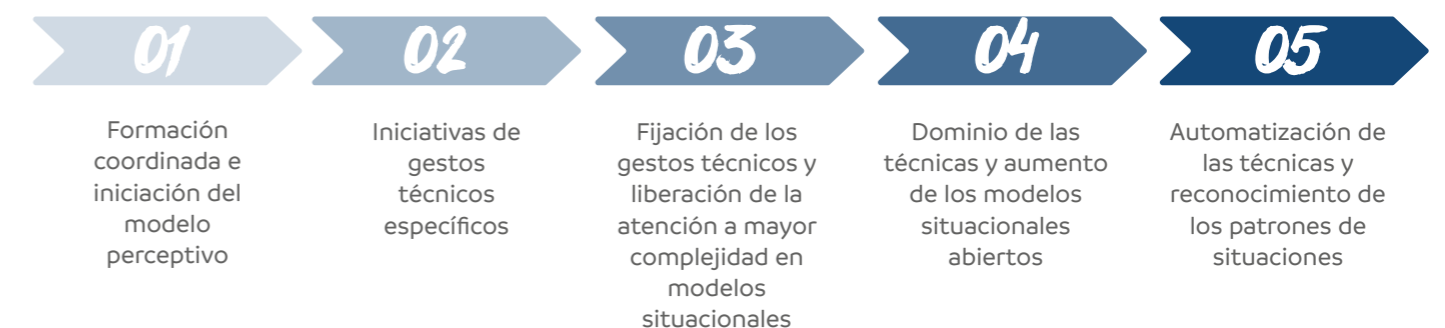 01
Formación
coordinada e
iniciación del
modelo
perceptivo
02
Iniciativas de
gestos
técnicos
específicos
03
Fijación de los
gestos técnicos y
liberación de la
atención a mayor
complejidad en
modelos
situacionales
04
Dominio de las
técnicas y aumento
de los modelos
situacionales
abiertos
05
Automatización de
las técnicas y
reconocimiento de
los patrones de
situaciones